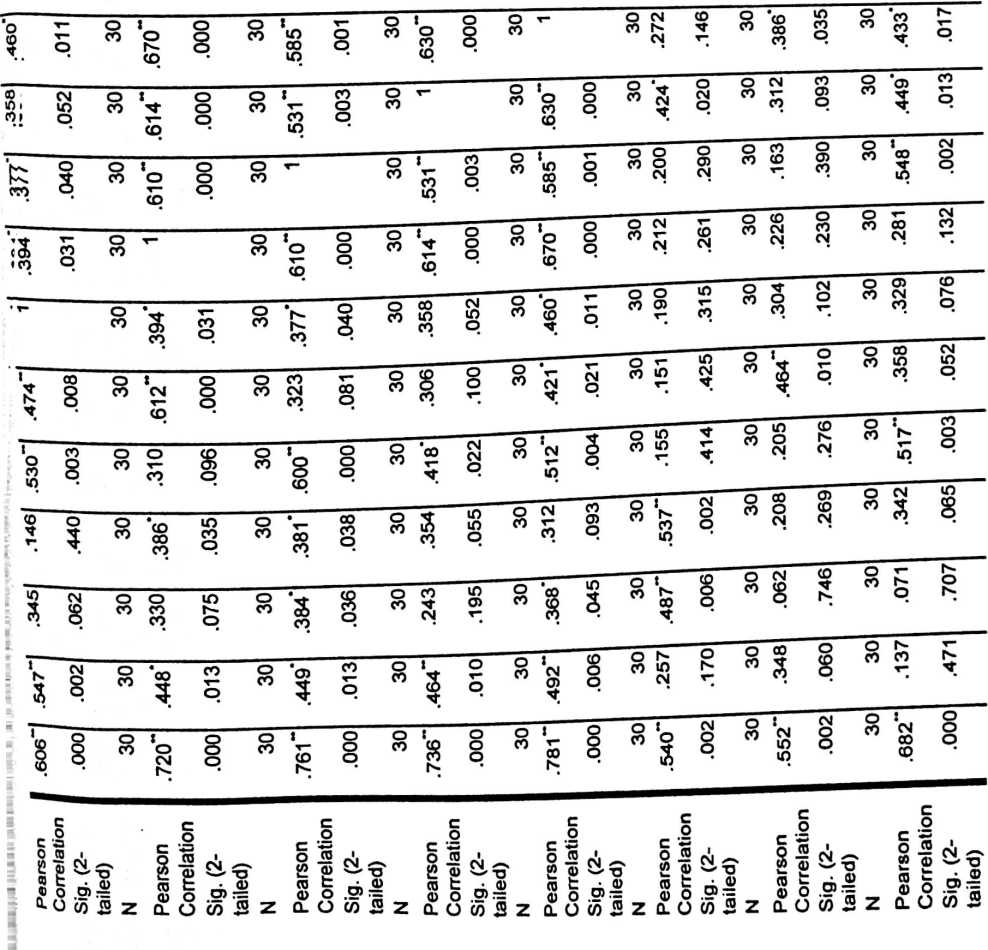 Pearson .606** .547** .345 .146 .530** .474** 1 .394* .377* .358 .460*
Correlation
Sig. (2- .000 .002 .062 .440 .003 .008 .031 .040 .052 .011
tailed)
N 30 30 30 30 30 30 30 30 30 30 30
Pearson .720** .448* .330 .386* .310 .612** .394* 1 .610** .614** .670**
Correlation
Sig. (2- .000 .013 .075 .035 .096 .000 .031 .000 .000 .000
tailed)
N 30 30 30 30 30 30 30 30 30 30 30
Pearson .761** .449* .384* .381* .600** .323 .377* .610** 1 .531** .585**
Correlation
Sig. (2- .000 .013 .036 .038 .000 .081 .040 .000 .003 .001
tailed)
N 30 30 30 30 30 30 30 30 30 30 30
Pearson .736** .464** .243 .354 .418* .306 .358 .614** .531** 1 .630**
Correlation
Sig. (2- .000 .010 .195 .055 .022 .100 .052 .000 .003 .000
tailed)
N 30 30 30 30 30 30 30 30 30 30 30
Pearson .781** .492** .368* .312 .512** .421* .460* .670** .585** .630** 1
Correlation
Sig. (2- .000 .006 .045 .093 .004 .021 .011 .000 .001 .000
tailed)
N 30 30 30 30 30 30 30 30 30 30 30
Pearson .540** .257 .487** .537** .155 .151 .190 .212 .200 .424* .272
Correlation
Sig. (2- .002 .170 .006 .002 .414 .425 .315 .261 .290 .020 .146
tailed)
N 30 30 30 30 30 30 30 30 30 30 30
Pearson .552** .348 .062 .208 .205 .464** .304 .226 .163 .312 .386*
Correlation
Sig. (2- .002 .060 .746 .269 .276 .010 .102 .230 .390 .093 .035
tailed)
N 30 30 30 30 30 30 30 30 30 30 30
Pearson .682** .137 .071 .342 .517** .358 .329 .281 .548** .449* .433*
Correlation
Sig. (2- .000 .471 .707 .065 .003 .052 .076 .132 .002 .013 .017
tailed)